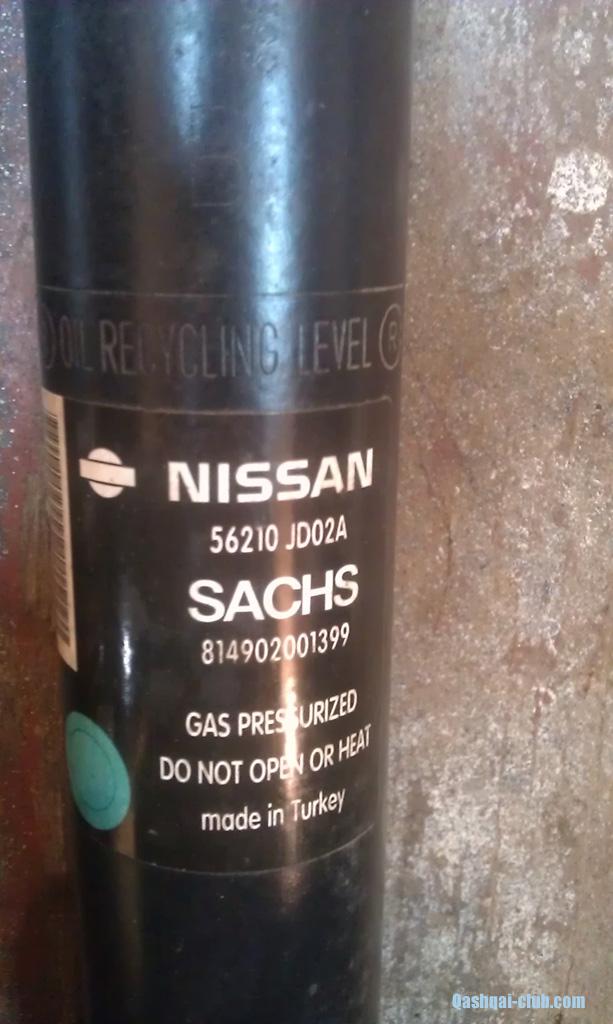 OIL RECYCLING LEVEL ®
NISSAN
56210 JD02A
SACHS
814902001399
GAS PRESSURIZED
DO NOT OPEN OR HEAT
made in Turkey
Qashqai-club.com